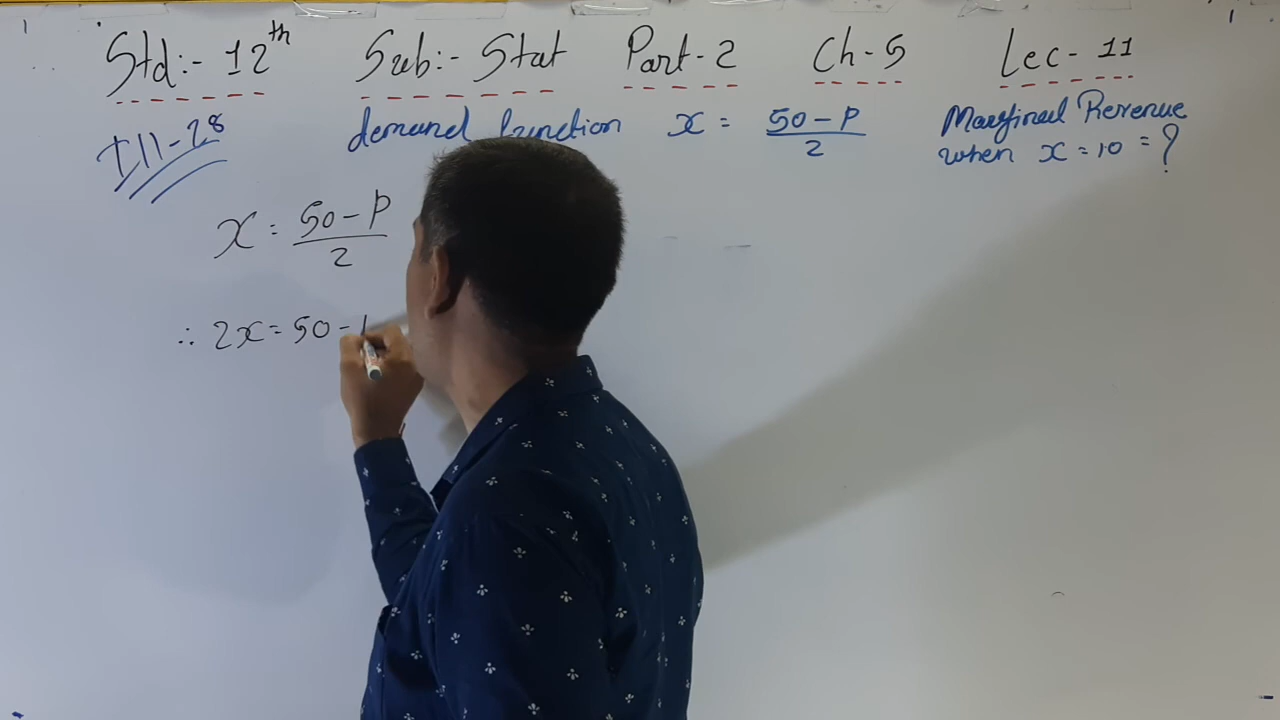 Std:- 12th Sub:- Stat Part-2 Ch-5 Lec-11
Ill-28 demand function x = 50-P/2 Marginal Revenue
when x=10 = ?
x = 50-P/2
∴ 2x = 50-